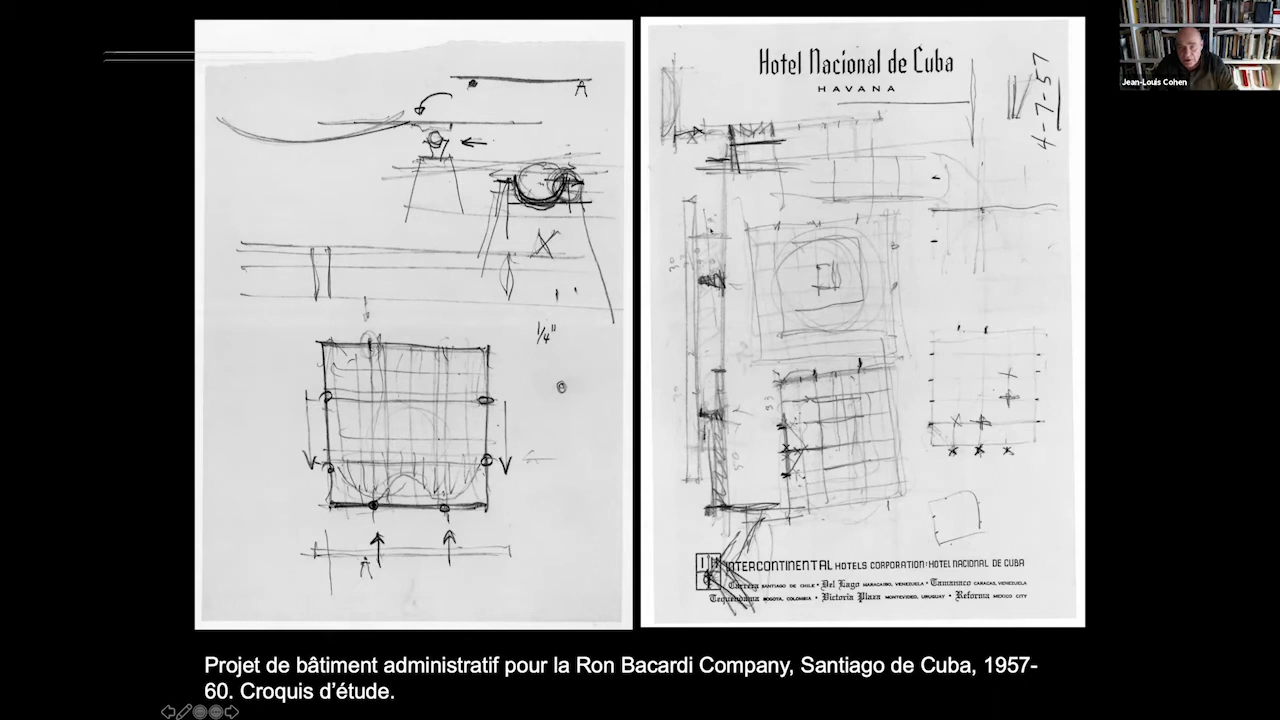 Jean-Louis Cohen
A
1/4"
A
Hotel Nacional de Cuba
HAVANA
4-7-57
INTERCONTINENTAL HOTELS CORPORATION: HOTEL NACIONAL DE CUBA
Carrera SANTIAGO DE CHILE • Del Lago MARACAIBO, VENEZUELA • Tamanaco CARACAS, VENEZUELA
Tequendama BOGOTA, COLOMBIA • Victoria Plaza MONTEVIDEO, URUGUAY • Reforma MEXICO CITY
Projet de bâtiment administratif pour la Ron Bacardi Company, Santiago de Cuba, 1957-
60. Croquis d'étude.